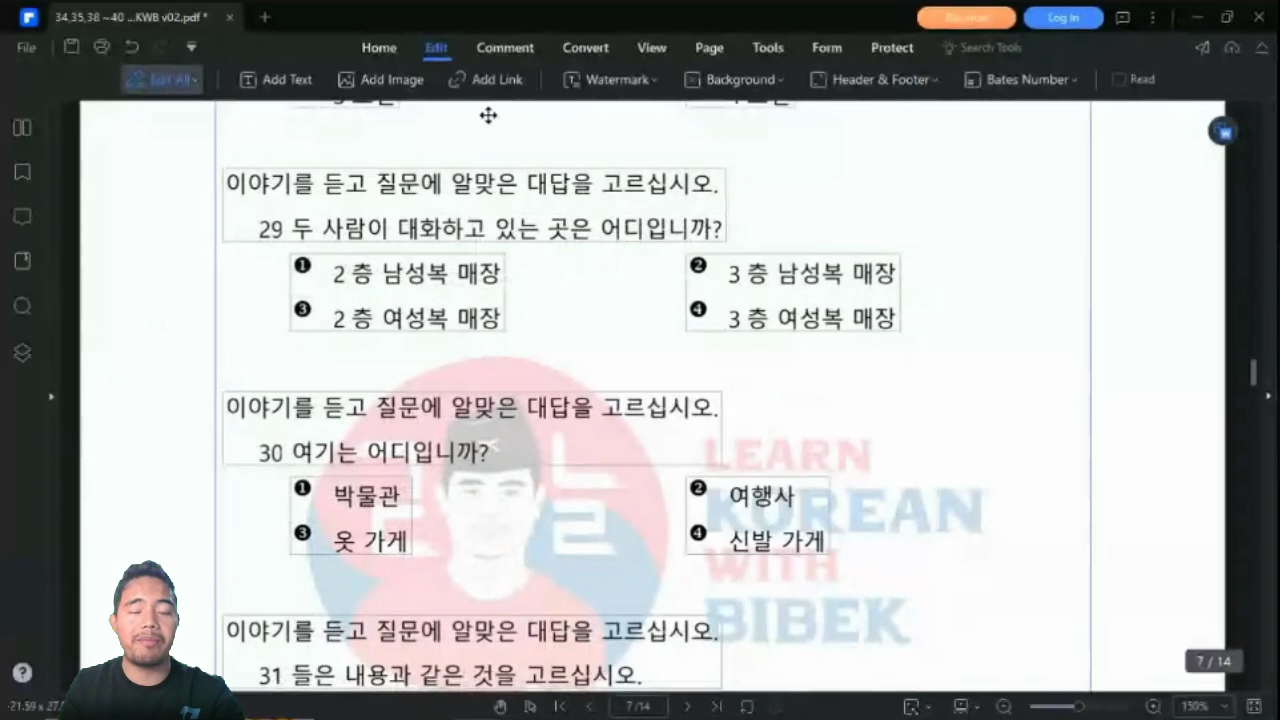 34,35,38 ~40 ...KWB v02.pdf *
Log In
File
Home Edit Comment Convert View Page Tools Form Protect Search Tools
Edit All Add Text Add Image Add Link Watermark Background Header & Footer Bates Number Read
이야기를 듣고 질문에 알맞은 대답을 고르십시오.
29 두 사람이 대화하고 있는 곳은 어디입니까?
❶ 2 층 남성복 매장 ❷ 3 층 남성복 매장
❸ 2 층 여성복 매장 ❹ 3 층 여성복 매장
이야기를 듣고 질문에 알맞은 대답을 고르십시오.
30 여기는 어디입니까?
❶ 박물관 ❷ 여행사
❸ 옷 가게 ❹ 신발 가게
LEARN
KOREAN
WITH
BIBEK
이야기를 듣고 질문에 알맞은 대답을 고르십시오.
31 들은 내용과 같은 것을 고르십시오.
7 / 14
7 /14
150%